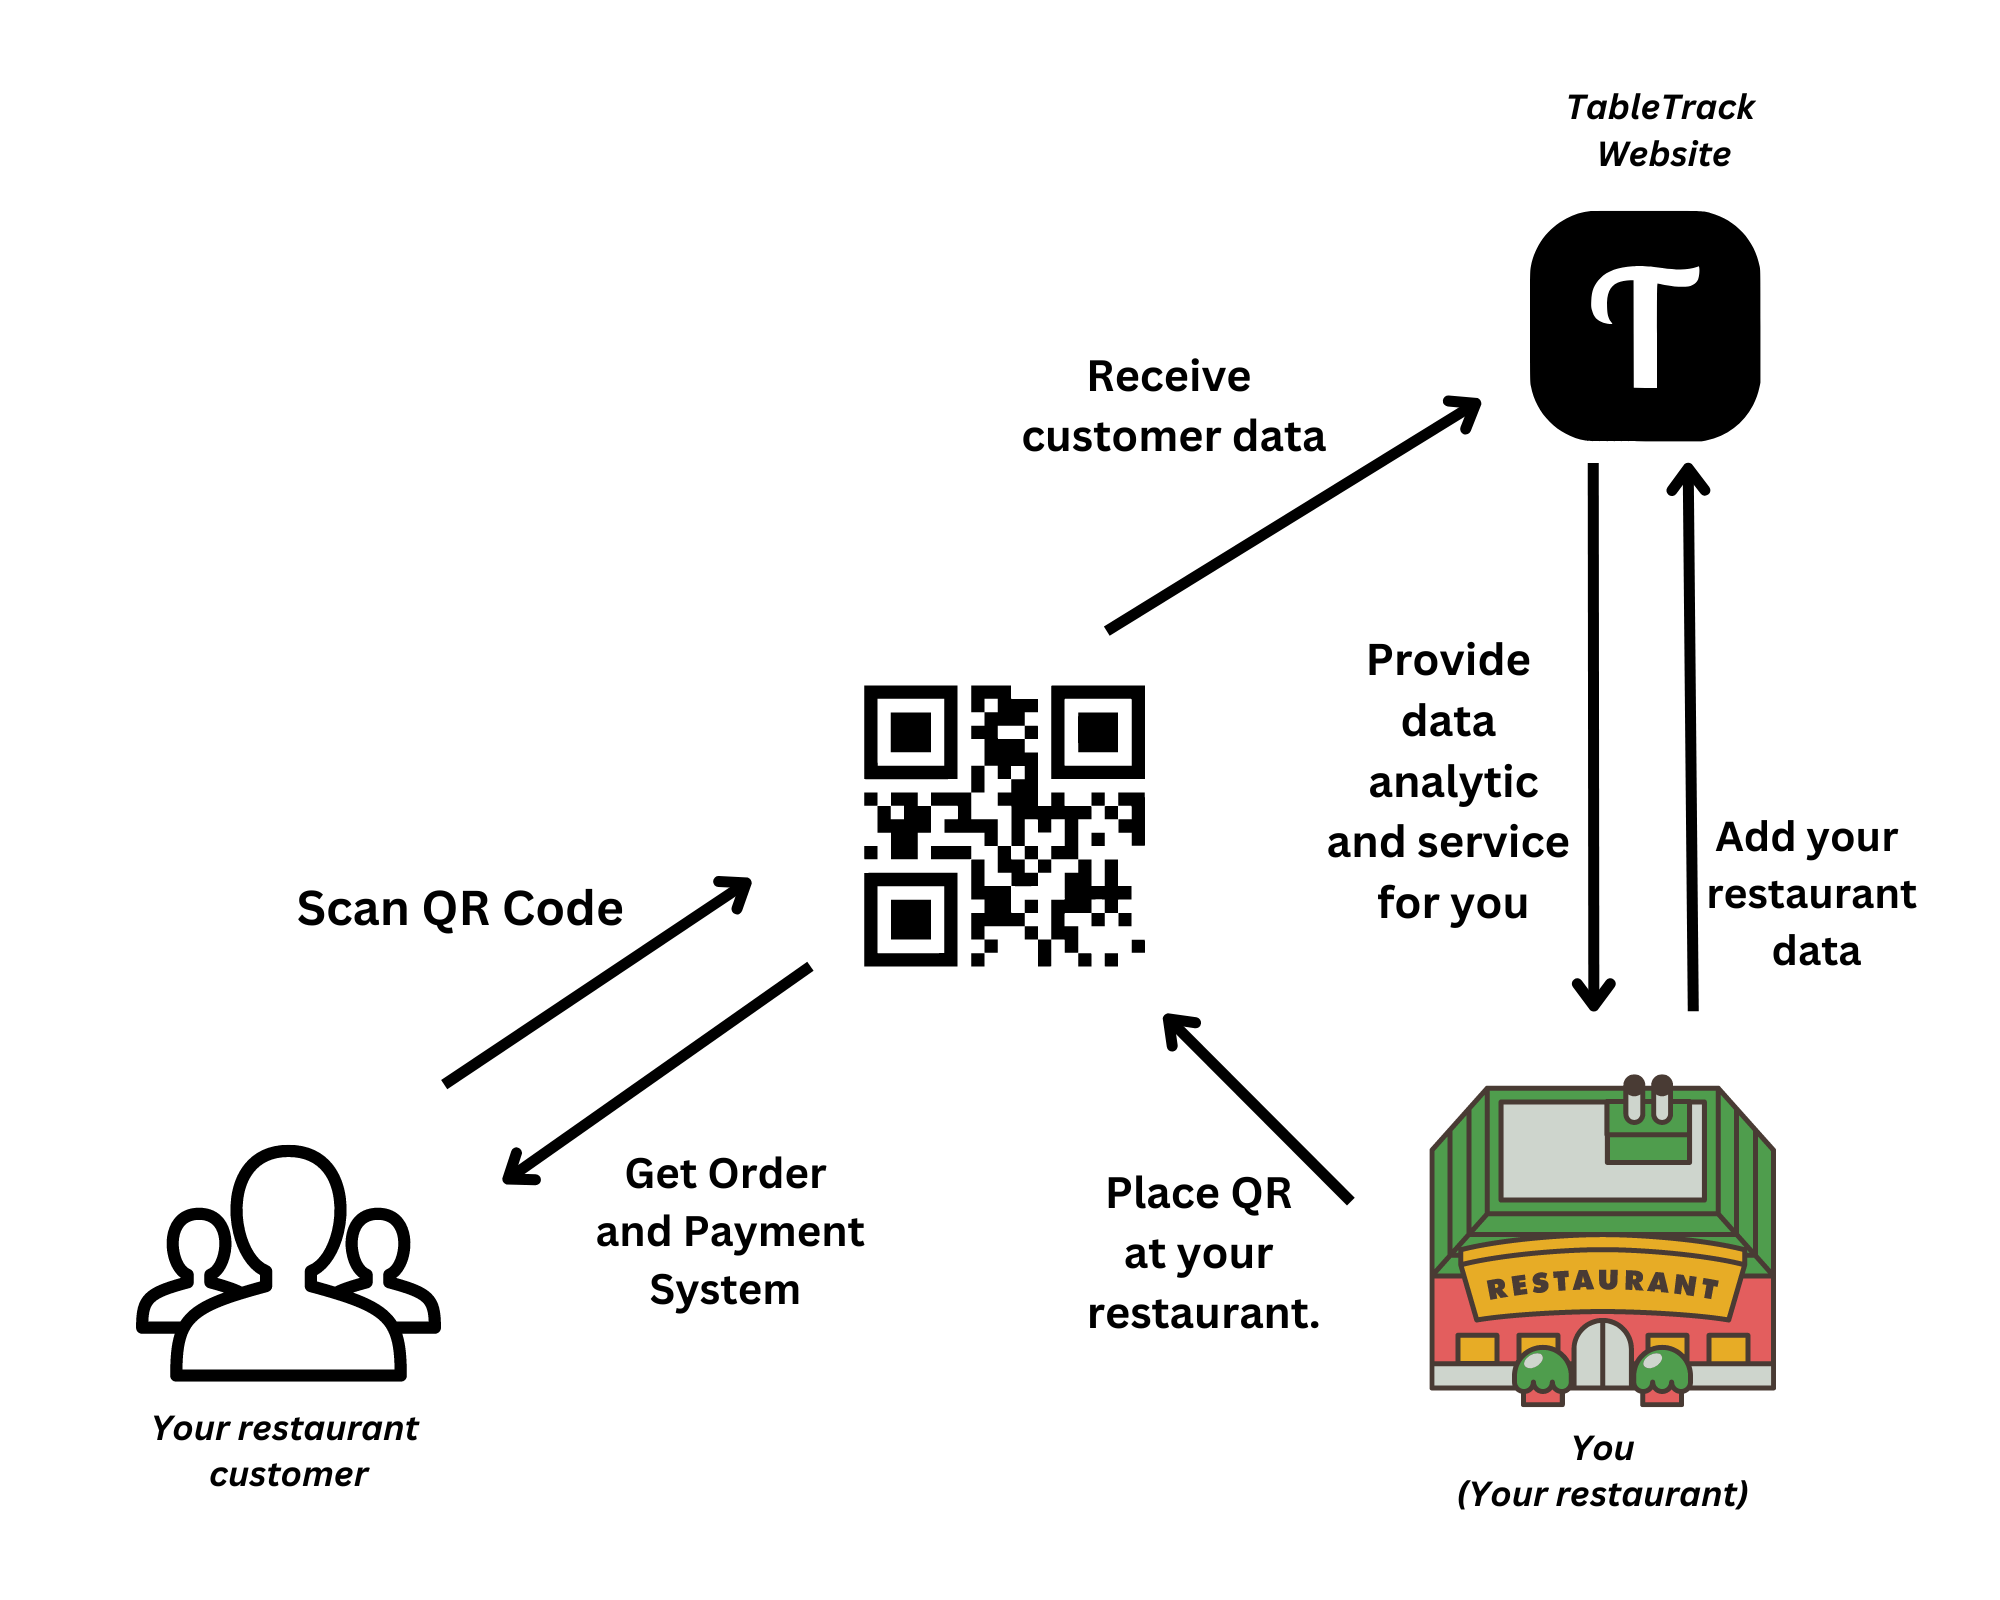 TableTrack
Website
T
Receive
customer data
Provide
data
analytic
and service
for you
Add your
restaurant
data
Scan QR Code
Get Order
and Payment
System
Place QR
at your
restaurant.
RESTAURANT
Your restaurant
customer
You
(Your restaurant)